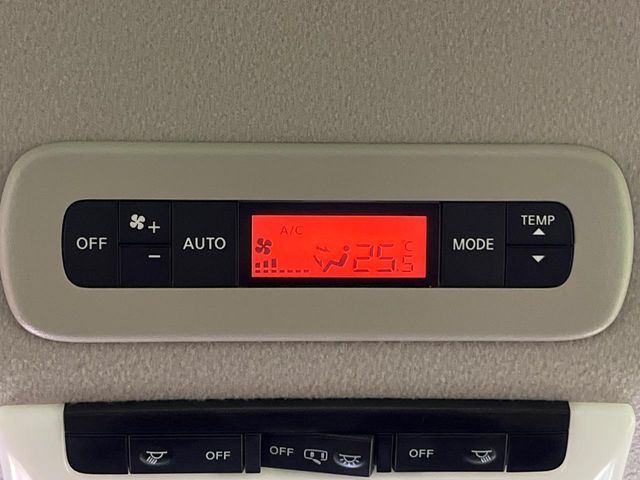 OFF + − AUTO A/C 25.5°C MODE TEMP
OFF OFF OFF